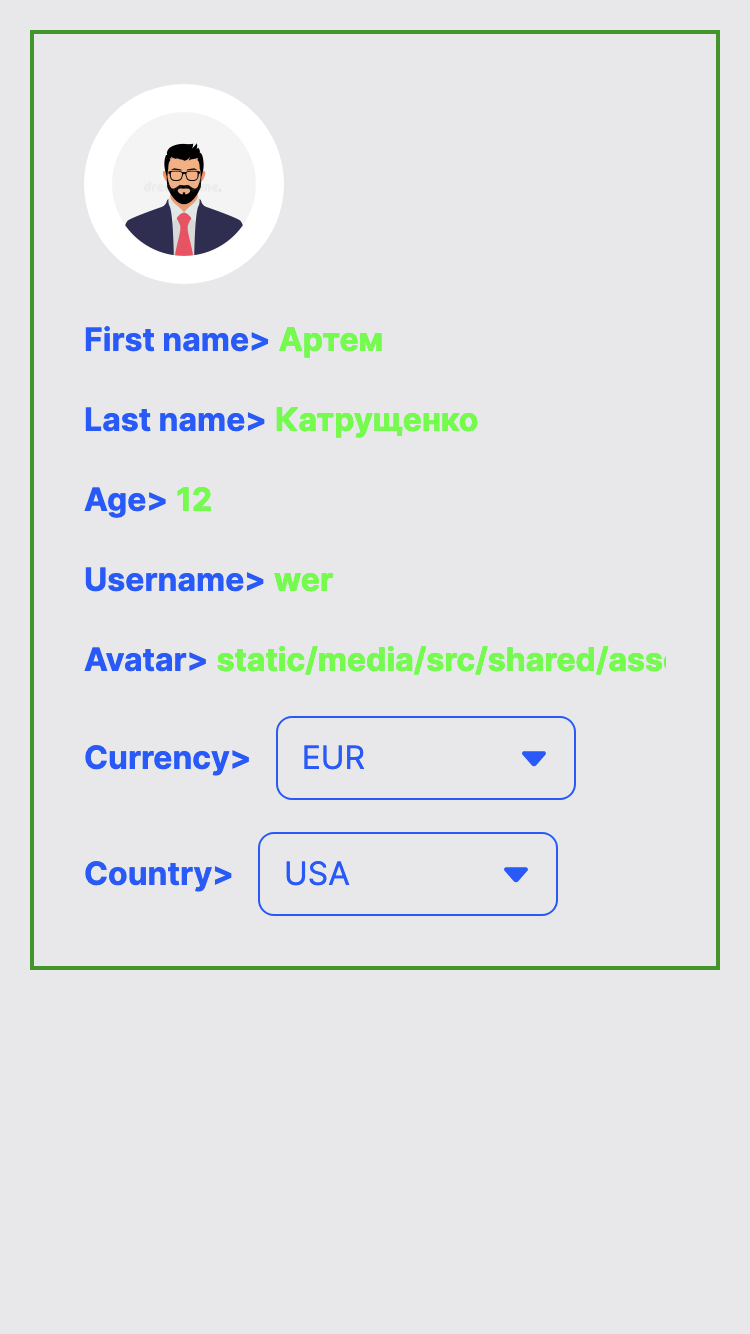 First name> Артем
Last name> Катрущенко
Age> 12
Username> wer
Avatar> static/media/src/shared/ass
Currency> EUR
Country> USA